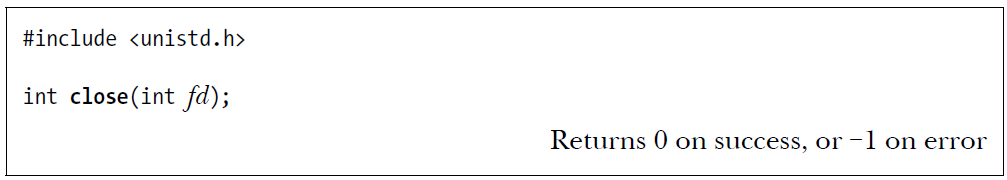 #include <unistd.h>
int close(int fd);
Returns 0 on success, or −1 on error